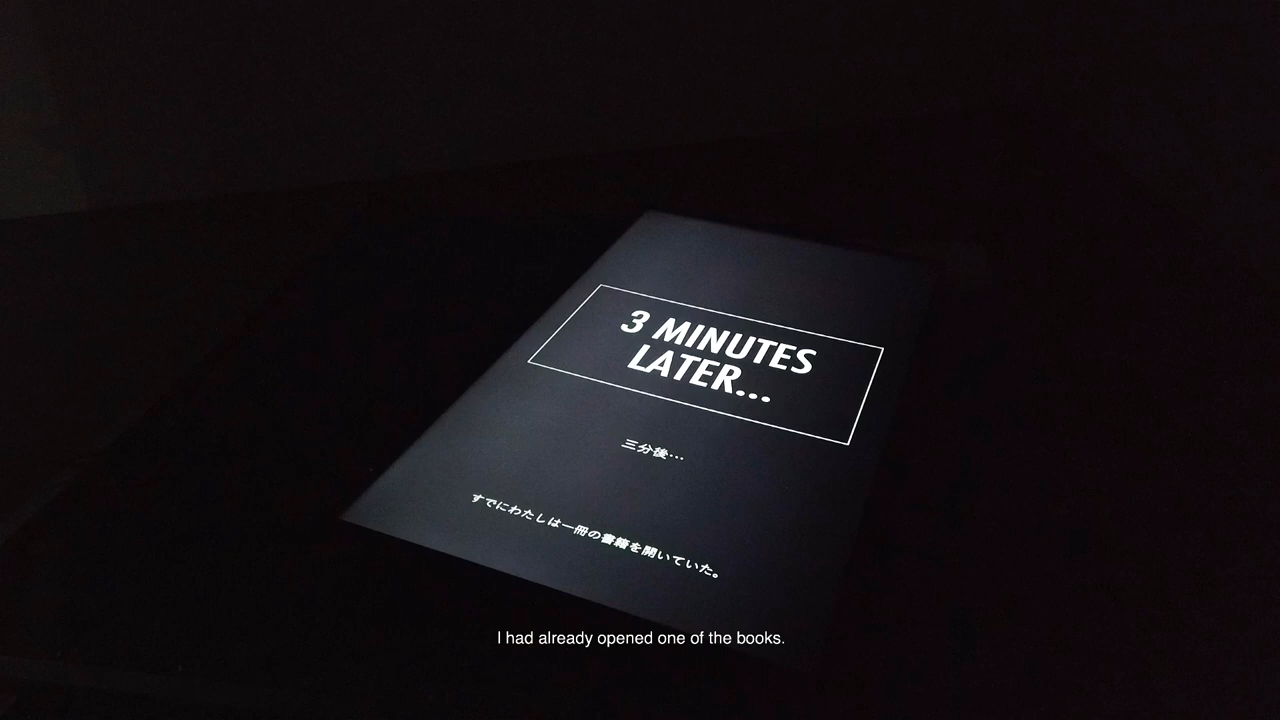 3 MINUTES
LATER...
三分後…
すでにわたしは一冊の書籍を開いていた。
I had already opened one of the books.